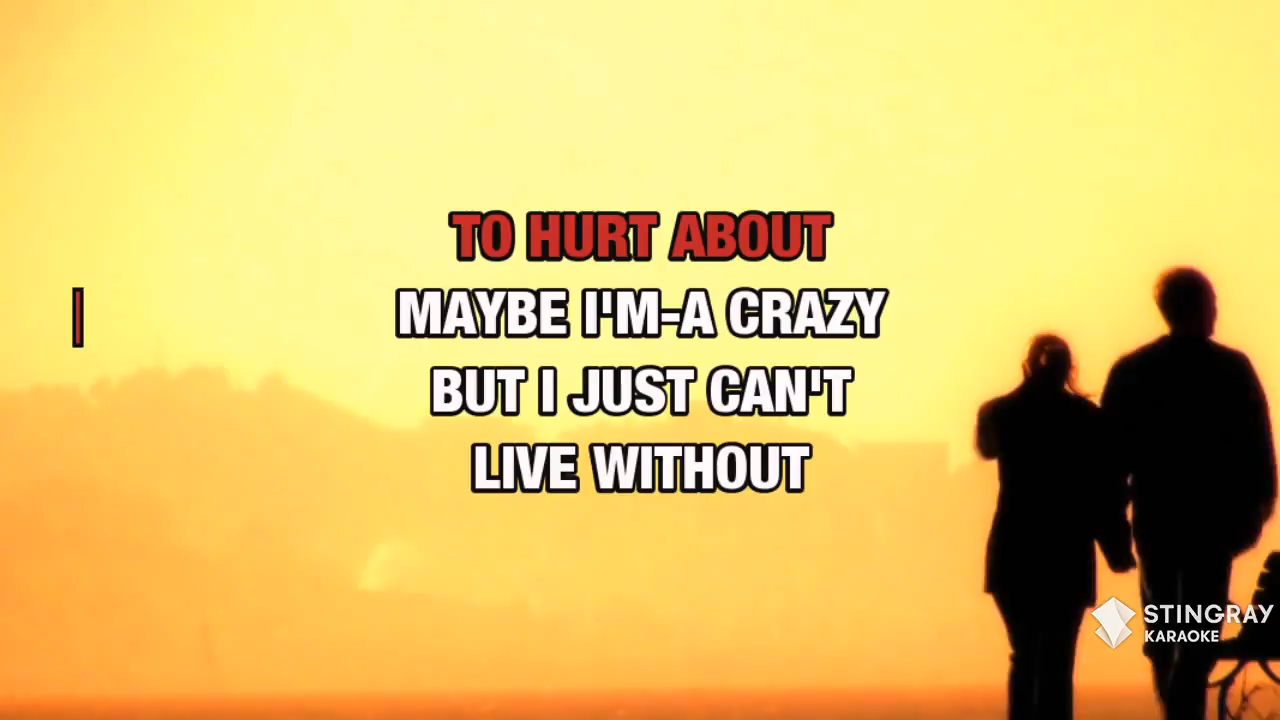 TO HURT ABOUT
MAYBE I'M-A CRAZY
BUT I JUST CAN'T
LIVE WITHOUT
STINGRAY
KARAOKE